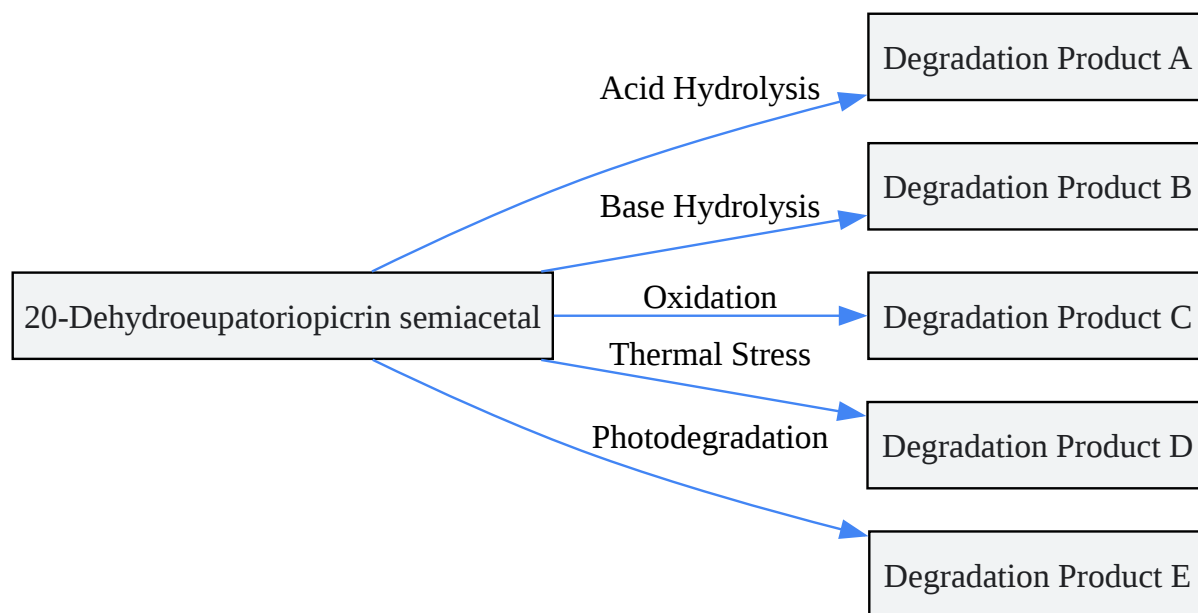 Degradation Product A
Acid Hydrolysis
Degradation Product B
Base Hydrolysis
20-Dehydroeupatoriopicrin semiacetal
Oxidation
Degradation Product C
Thermal Stress
Degradation Product D
Photodegradation
Degradation Product E